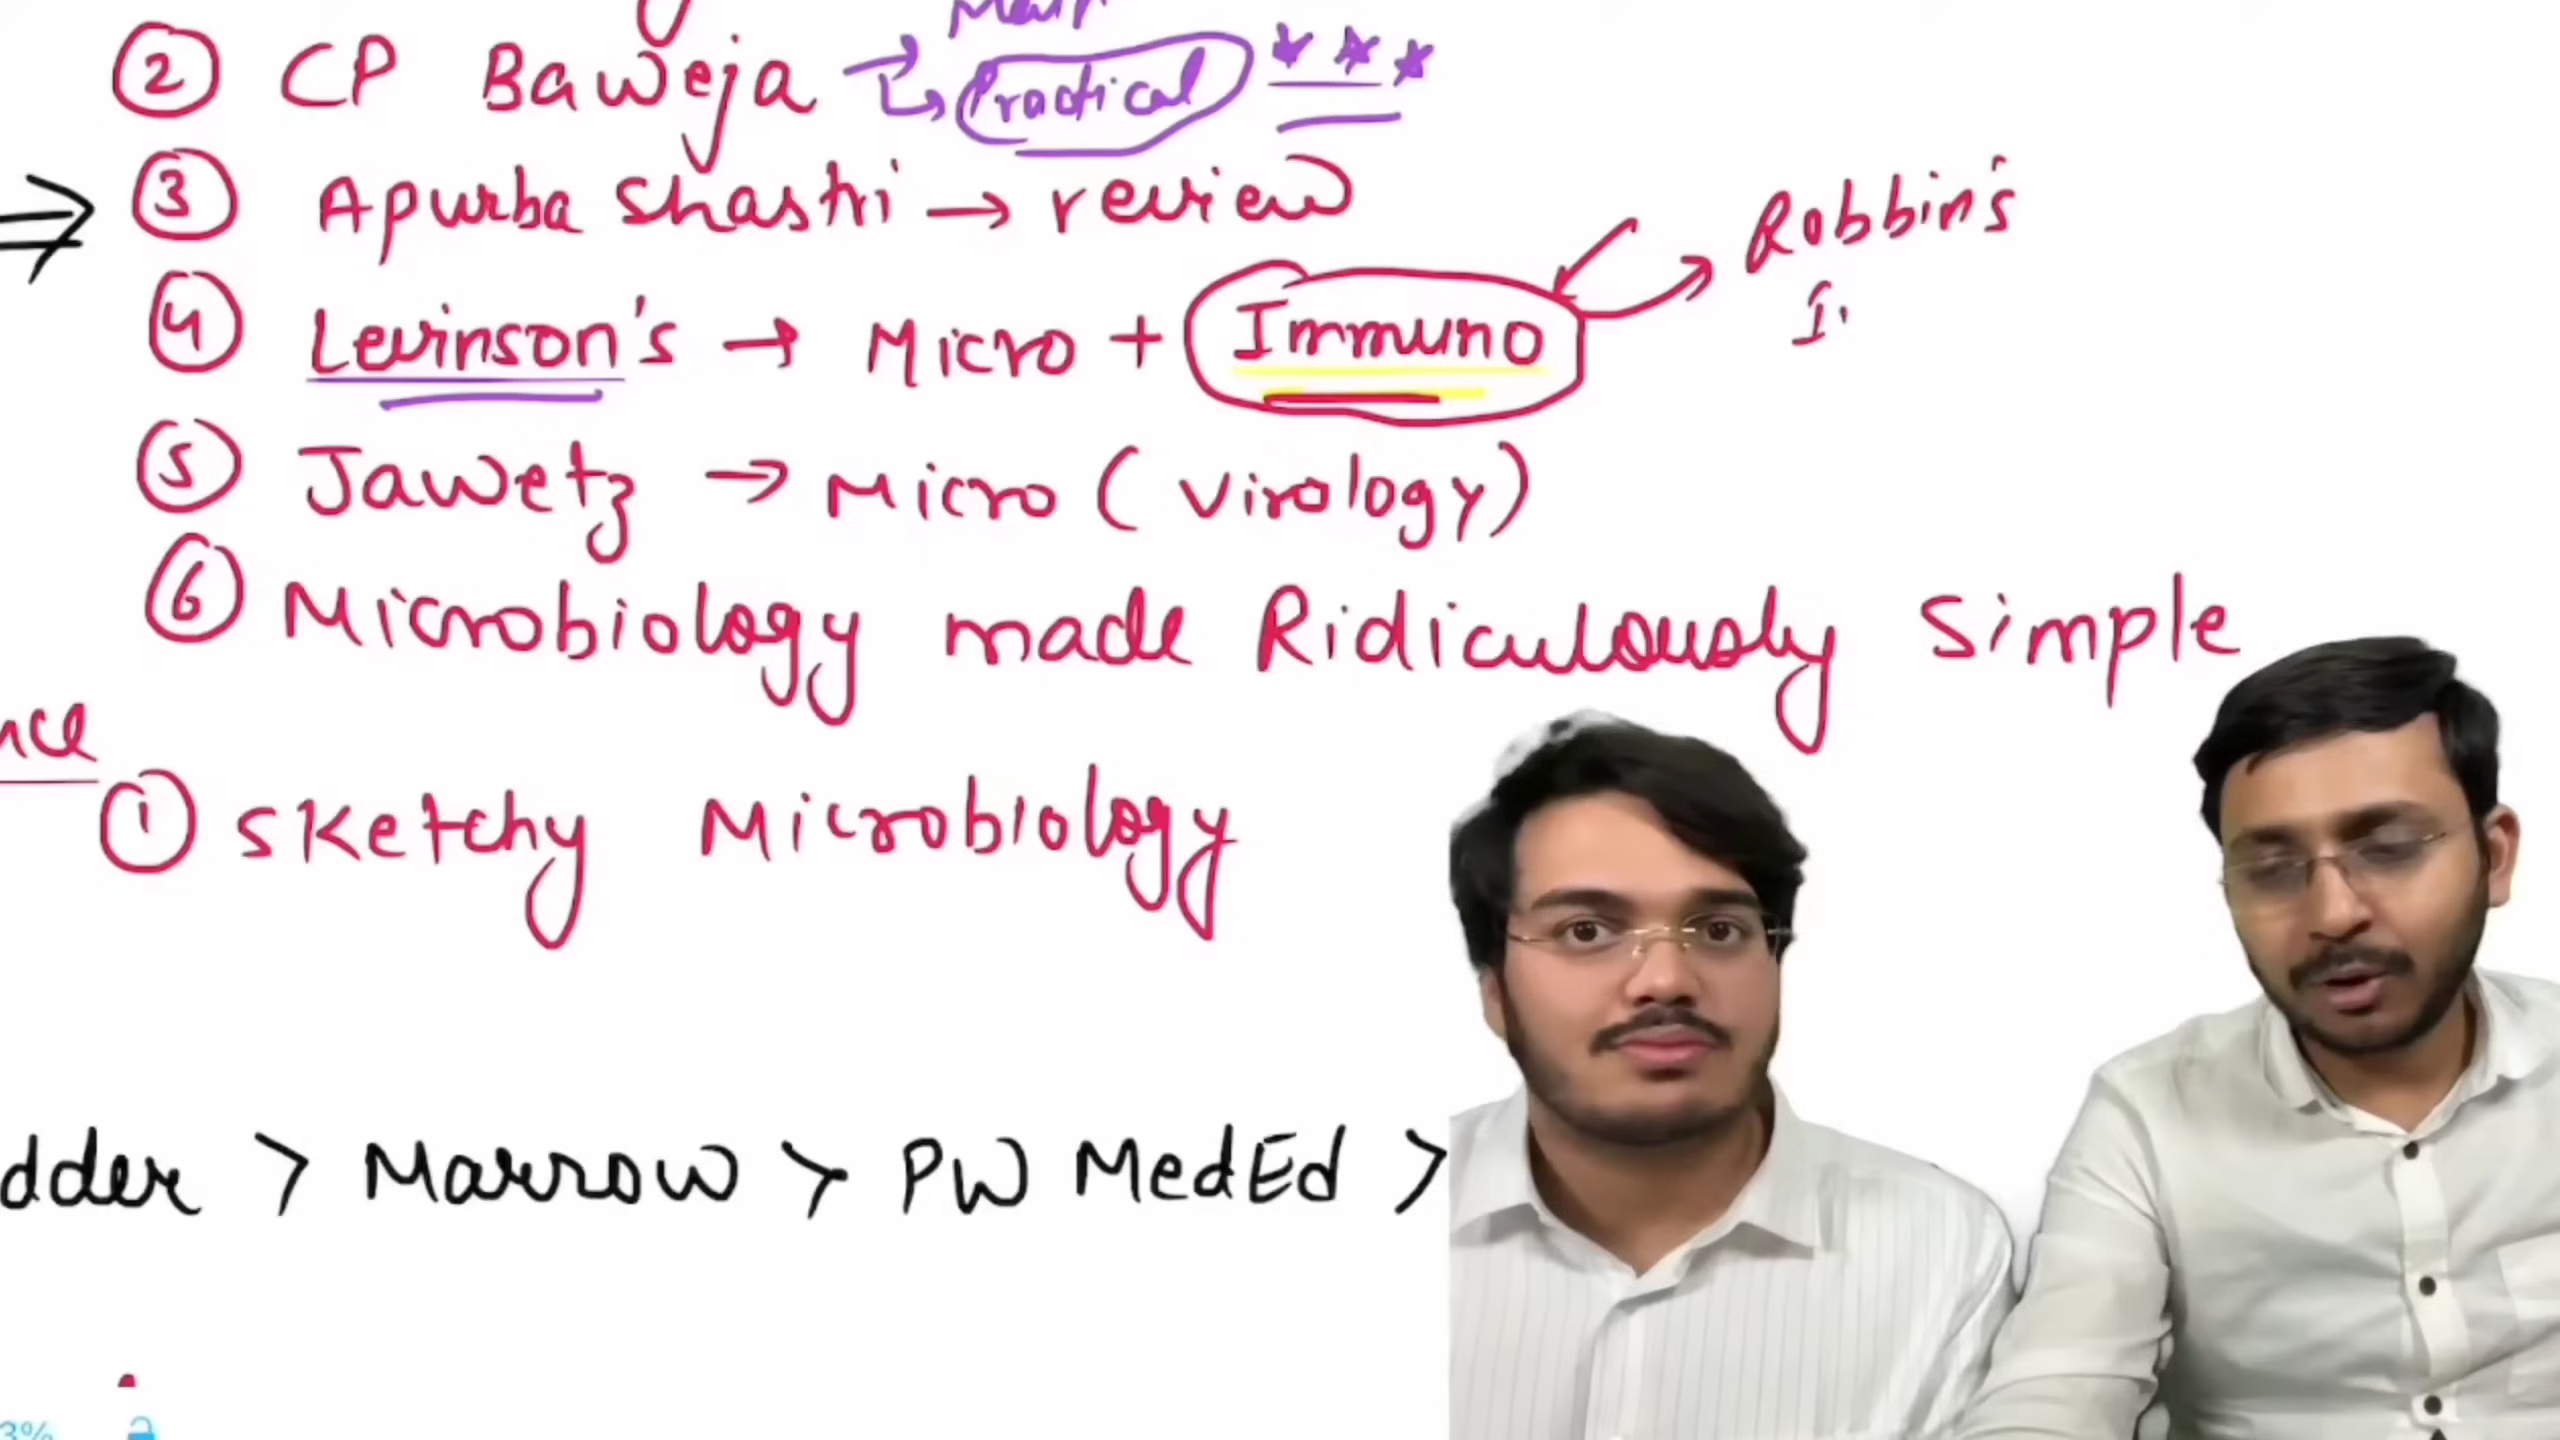 ② CP Baweja → Practical ***
③ Apurba Shastri → review
Robbin's
④ Levinson's → Micro + Immuno
⑤ Jawetz → Micro (Virology)
⑥ Microbiology made Ridiculously Simple
① Sketchy Microbiology
dder > Marrow > PW MedEd >
3%